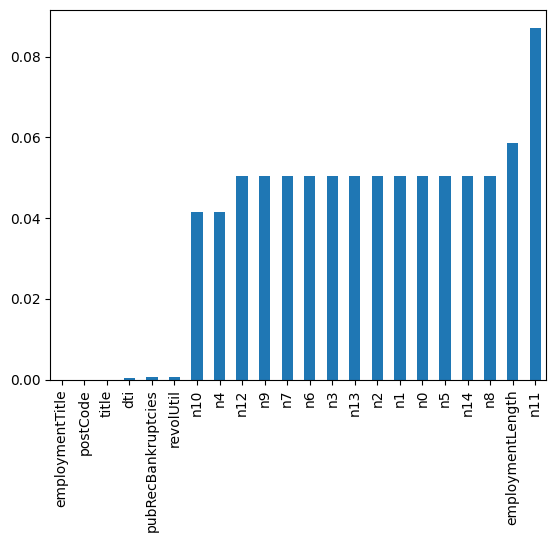 0.08
0.06
0.04
0.02
0.00
employmentTitle
postCode
title
dti
pubRecBankruptcies
revolUtil
n10
n4
n12
n9
n7
n6
n3
n13
n2
n1
n0
n5
n14
n8
employmentLength
n11